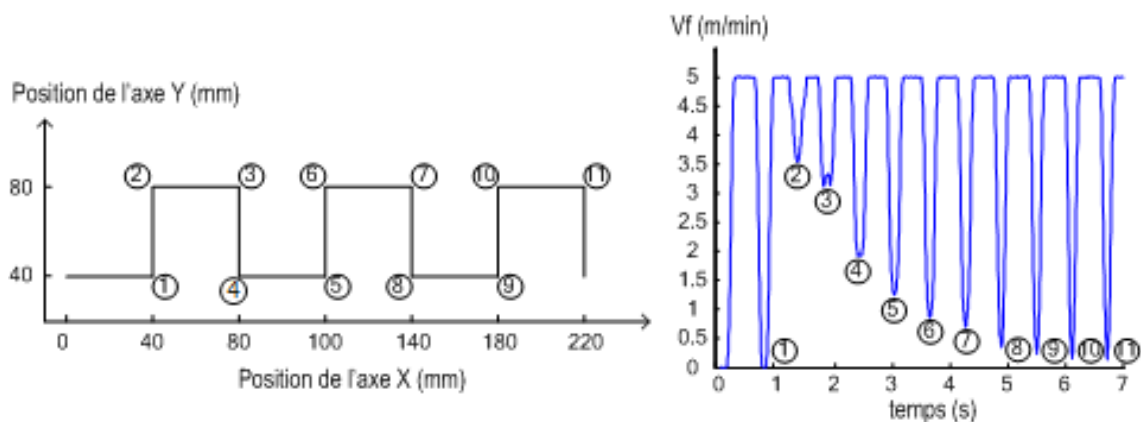 Position de l'axe Y (mm)
② ③ ⑥ ⑦ ⑩ ⑪
80
40
① ④ ⑤ ⑧ ⑨
0 40 80 100 140 180 220
Position de l'axe X (mm)
Vf (m/min)
5
4.5
4
3.5
3
2.5
2
1.5
1
0.5
0
② ③ ④ ⑤ ⑥ ⑦ ① ⑧ ⑨ ⑩ ⑪
0 1 2 3 4 5 6 7
temps (s)